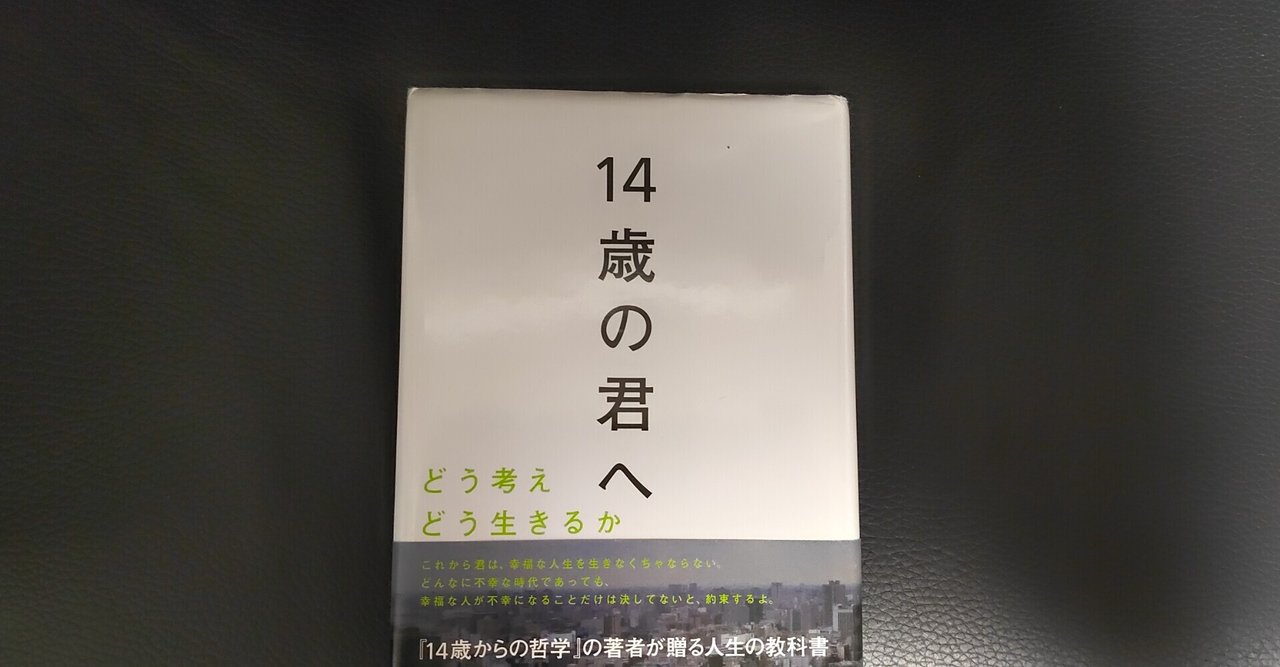 14歳の君へ
どう考え
どう生きるか
これから君は、幸福な人生を生きなくちゃならない。
どんなに不幸な時代であっても、
幸福な人が不幸になることだけは決してないと、約束するよ。
『14歳からの哲学』の著者が贈る人生の教科書